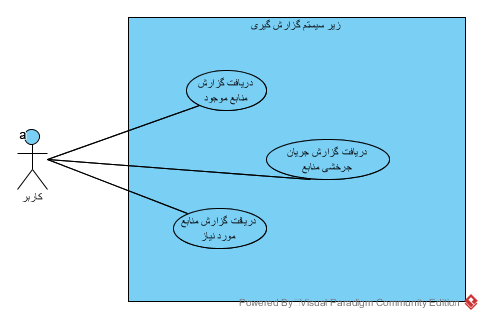 زیر سیستم گزارش گیری
دریافت گزارش
منابع موجود
a
دریافت گزارش جریان
چرخشی منابع
کاربر
دریافت گزارش منابع
مورد نیاز
Powered By Visual Paradigm Community Edition